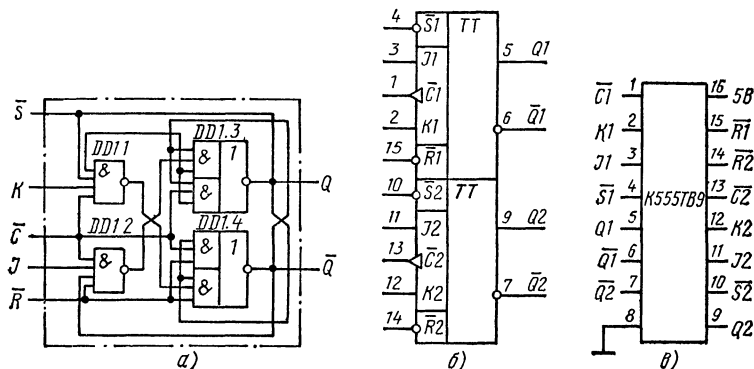 S̅
K
C̅
J
R̅
DD1.1
&
DD1.2
&
DD1.3
&
&
1
DD1.4
&
&
1
Q
Q̅
а)
4 S̅1 TT
3 J1 5 Q1
1 C̅1
2 K1 6 Q̅1
15 R̅1
10 S̅2 TT
11 J2 9 Q2
13 C̅2
12 K2 7 Q̅2
14 R̅2
б)
C̅1 1 16 5В
K1 2 15 R̅1
J1 3 14 R̅2
S̅1 4 К555ТВ9 13 C̅2
Q1 5 12 K2
Q̅1 6 11 J2
Q̅2 7 10 S̅2
8 9 Q2
в)